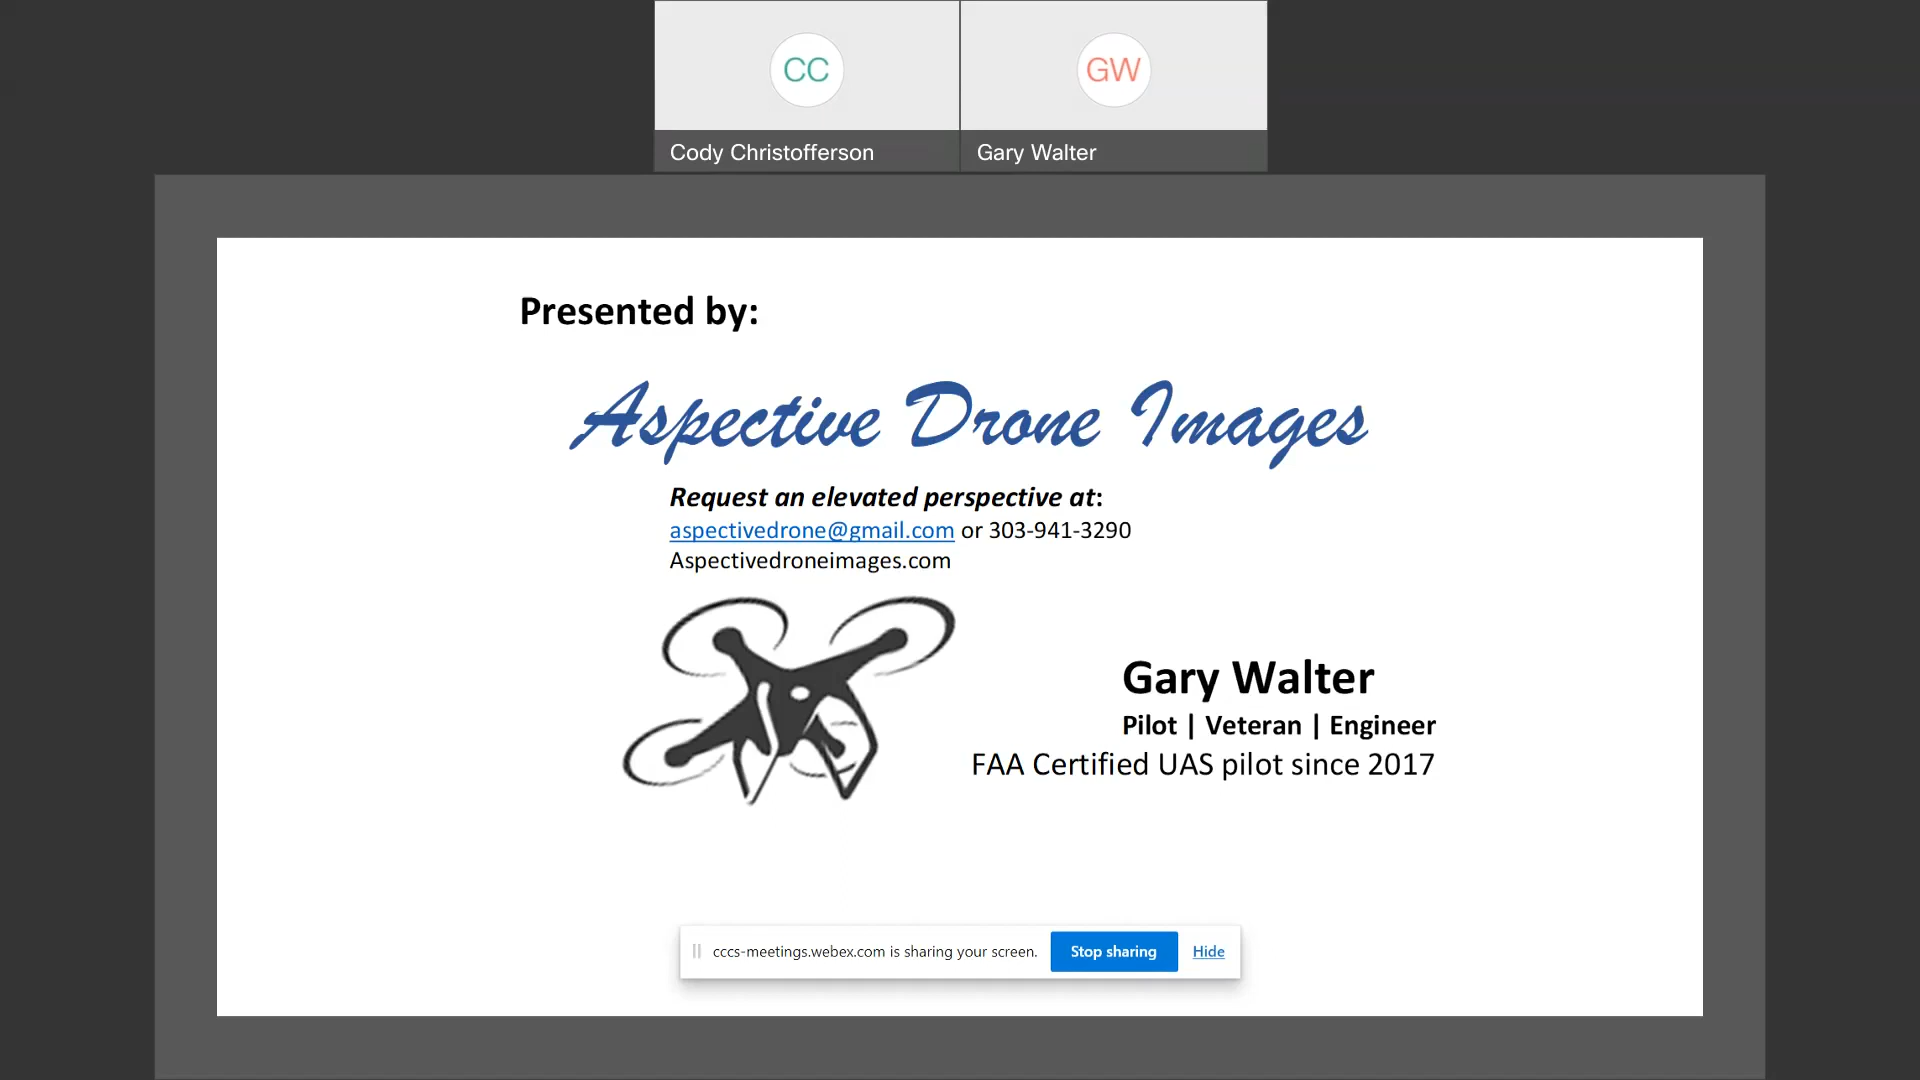 CC
GW
Cody Christofferson
Gary Walter
Presented by:
Aspective Drone Images
Request an elevated perspective at:
aspectivedrone@gmail.com or 303-941-3290
Aspectivedroneimages.com
Gary Walter
Pilot | Veteran | Engineer
FAA Certified UAS pilot since 2017
cccs-meetings.webex.com is sharing your screen. Stop sharing Hide